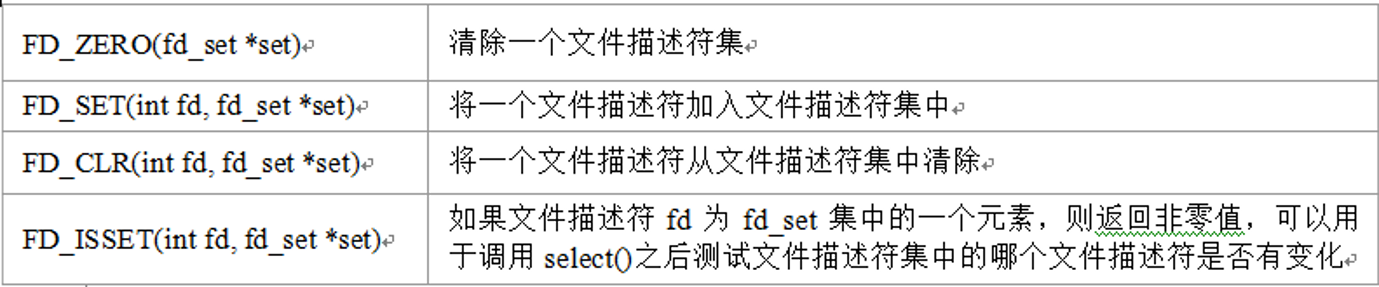 FD_ZERO(fd_set *set)↵ 清除一个文件描述符集↵
FD_SET(int fd, fd_set *set)↵ 将一个文件描述符加入文件描述符集中↵
FD_CLR(int fd, fd_set *set)↵ 将一个文件描述符从文件描述符集中清除↵
FD_ISSET(int fd, fd_set *set)↵ 如果文件描述符 fd 为 fd_set 集中的一个元素，则返回非零值，可以用
于调用 select()之后测试文件描述符集中的哪个文件描述符是否有变化↵